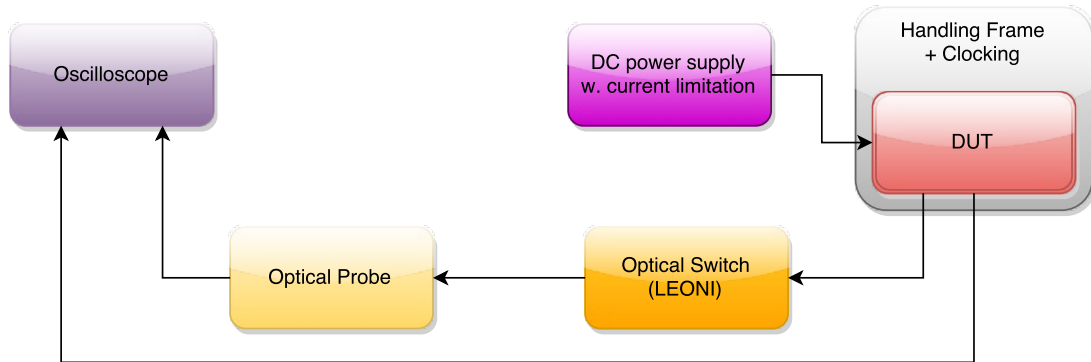 Oscilloscope
DC power supply
w. current limitation
Handling Frame
+ Clocking
DUT
Optical Probe
Optical Switch
(LEONI)